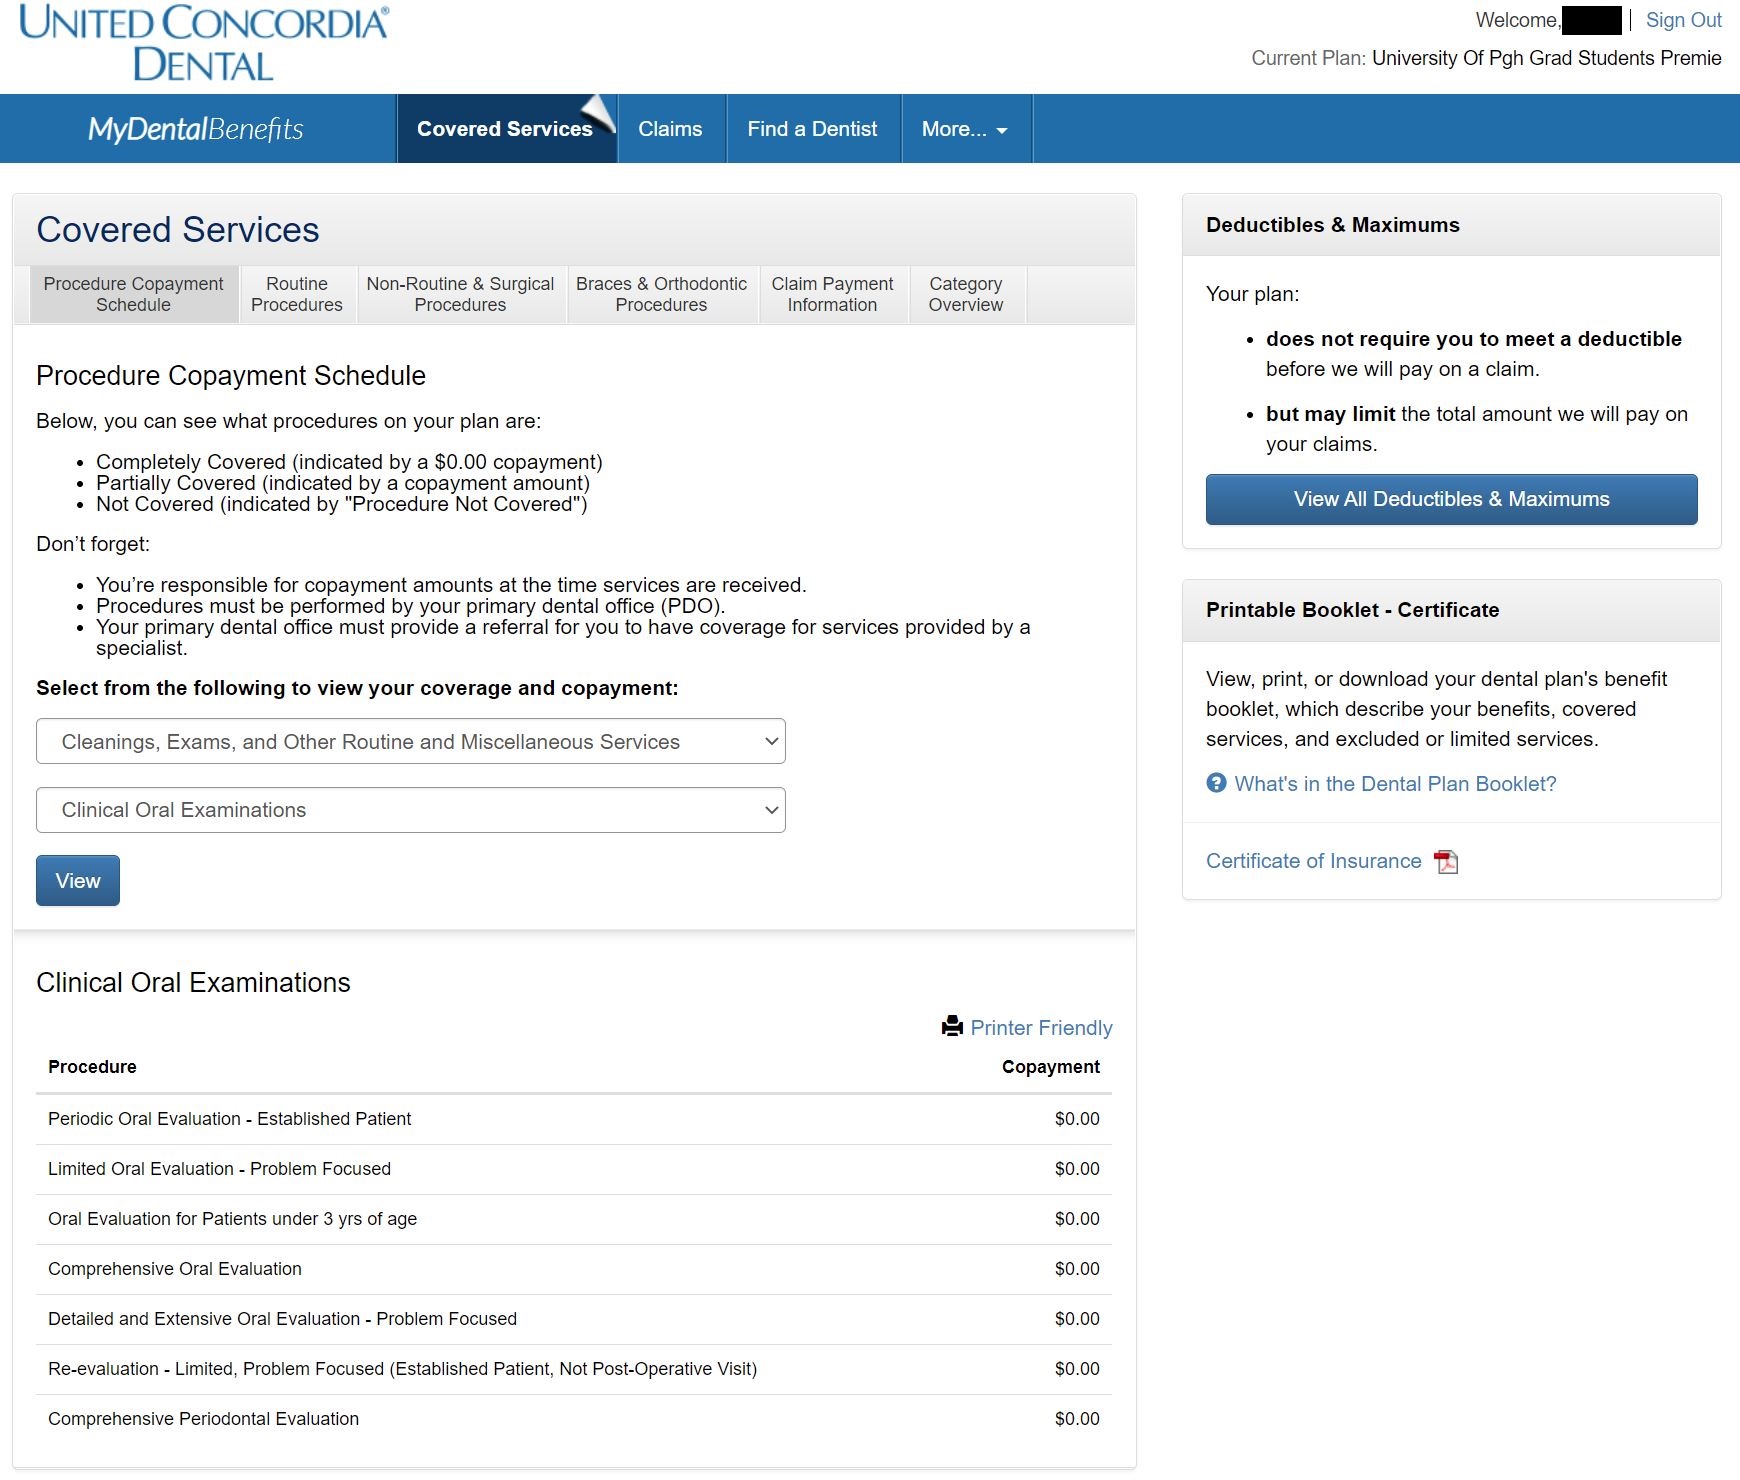 UNITED CONCORDIA®
DENTAL
Welcome, | Sign Out
Current Plan: University Of Pgh Grad Students Premie
MyDentalBenefits
Covered Services
Claims
Find a Dentist
More...
Covered Services
Procedure Copayment
Schedule
Routine
Procedures
Non-Routine & Surgical
Procedures
Braces & Orthodontic
Procedures
Claim Payment
Information
Category
Overview
Procedure Copayment Schedule
Below, you can see what procedures on your plan are:
• Completely Covered (indicated by a $0.00 copayment)
• Partially Covered (indicated by a copayment amount)
• Not Covered (indicated by "Procedure Not Covered")
Don’t forget:
• You’re responsible for copayment amounts at the time services are received.
• Procedures must be performed by your primary dental office (PDO).
• Your primary dental office must provide a referral for you to have coverage for services provided by a
specialist.
Select from the following to view your coverage and copayment:
Cleanings, Exams, and Other Routine and Miscellaneous Services
Clinical Oral Examinations
View
Clinical Oral Examinations
Printer Friendly
Procedure Copayment
Periodic Oral Evaluation - Established Patient $0.00
Limited Oral Evaluation - Problem Focused $0.00
Oral Evaluation for Patients under 3 yrs of age $0.00
Comprehensive Oral Evaluation $0.00
Detailed and Extensive Oral Evaluation - Problem Focused $0.00
Re-evaluation - Limited, Problem Focused (Established Patient, Not Post-Operative Visit) $0.00
Comprehensive Periodontal Evaluation $0.00
Deductibles & Maximums
Your plan:
• does not require you to meet a deductible
before we will pay on a claim.
• but may limit the total amount we will pay on
your claims.
View All Deductibles & Maximums
Printable Booklet - Certificate
View, print, or download your dental plan's benefit
booklet, which describe your benefits, covered
services, and excluded or limited services.
What's in the Dental Plan Booklet?
Certificate of Insurance